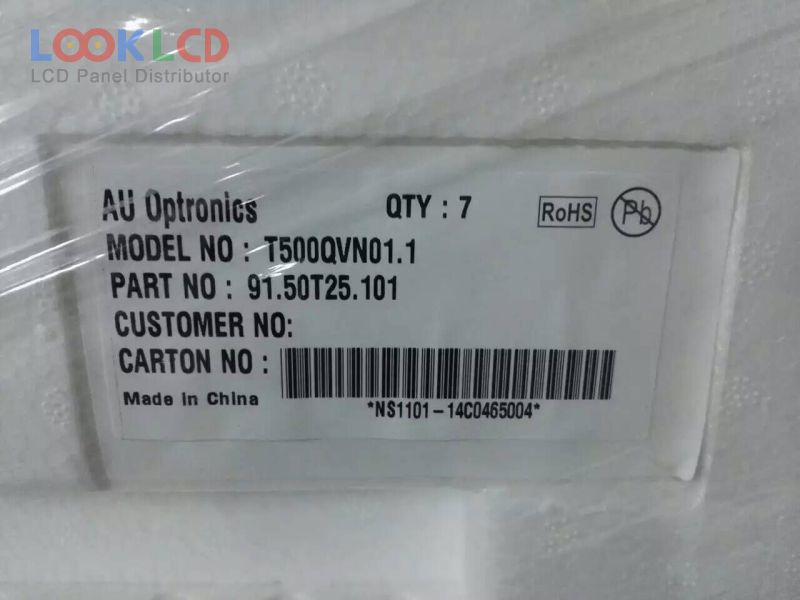 LOOKLCD
LCD Panel Distributor
AU Optronics QTY : 7 RoHS Pb
MODEL NO : T500QVN01.1
PART NO : 91.50T25.101
CUSTOMER NO:
CARTON NO :
Made in China *NS1101-14C0465004*